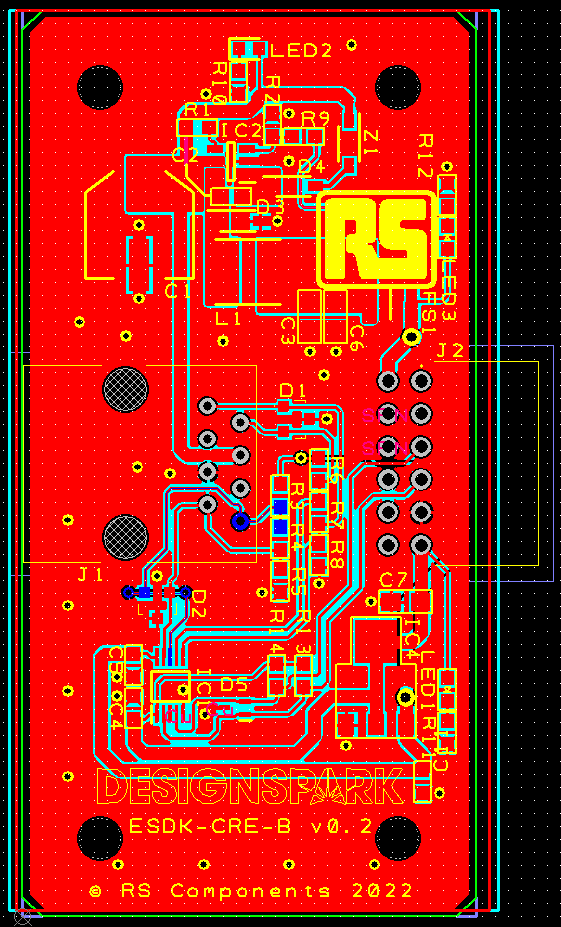 LED2
R10
R2
R1
IC2
R9
Z1
C2
D4
R12
RS
C1
L1
C3
C6
LED3
FS1
J2
D1
R6
R3
R7
R4
R8
R5
J1
D2
C7
R14
R13
IC4
C8
IC1
D5
C4
LED1
R11
DESIGNSPARK
ESDK-CRE-B v0.2
© RS Components 2022